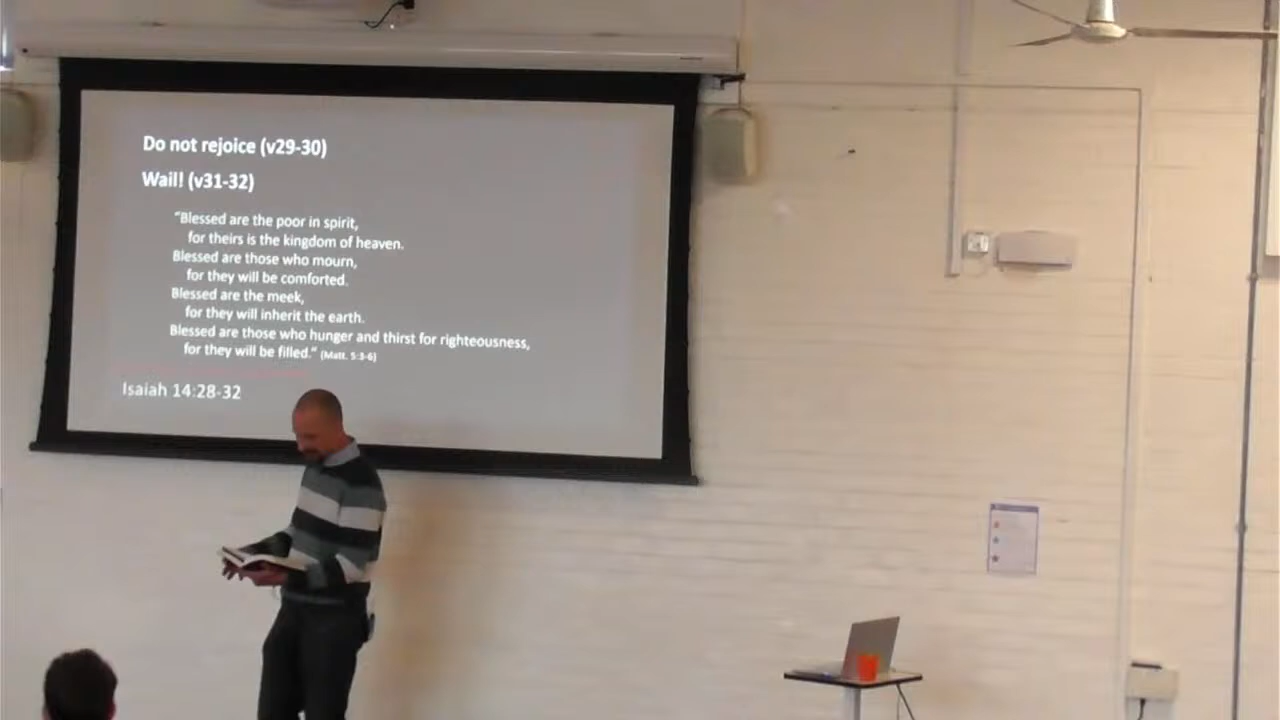 Do not rejoice (v29-30)
Wail! (v31-32)
“Blessed are the poor in spirit,
for theirs is the kingdom of heaven.
Blessed are those who mourn,
for they will be comforted.
Blessed are the meek,
for they will inherit the earth.
Blessed are those who hunger and thirst for righteousness,
for they will be filled.” (Matt. 5:3-6)
Isaiah 14:28-32